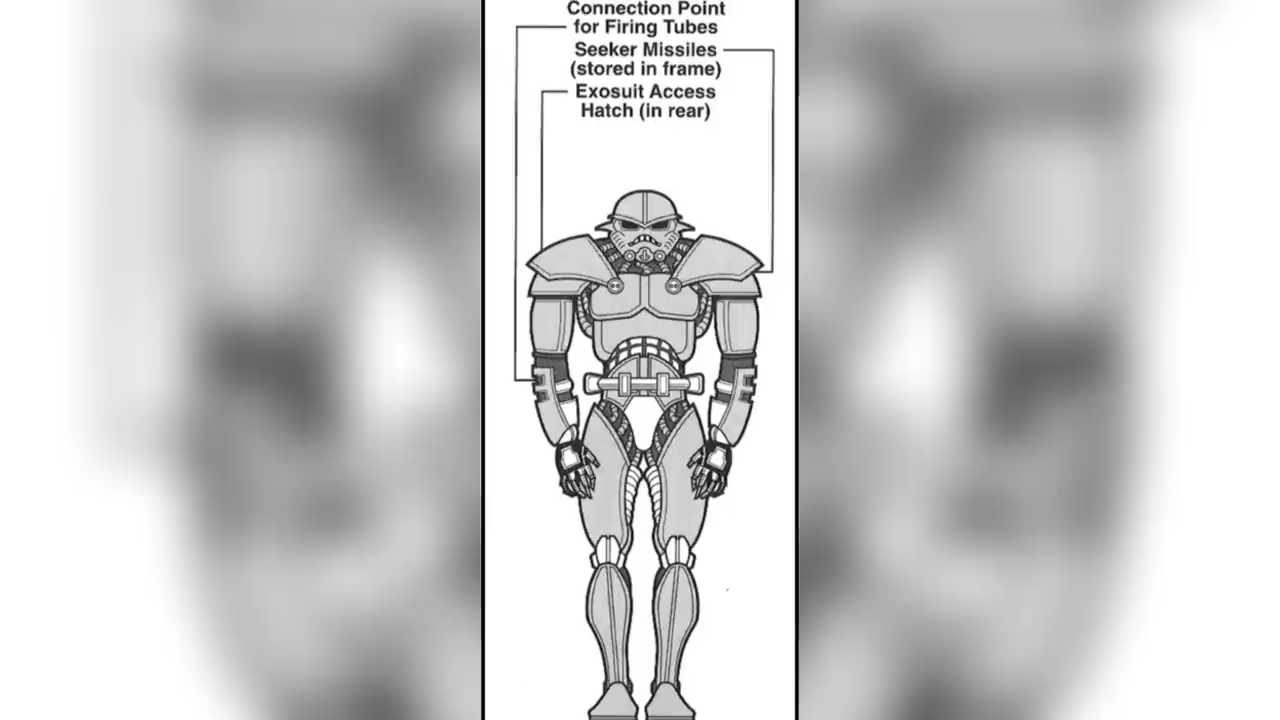 Connection Point
for Firing Tubes
Seeker Missiles
(stored in frame)
Exosuit Access
Hatch (in rear)